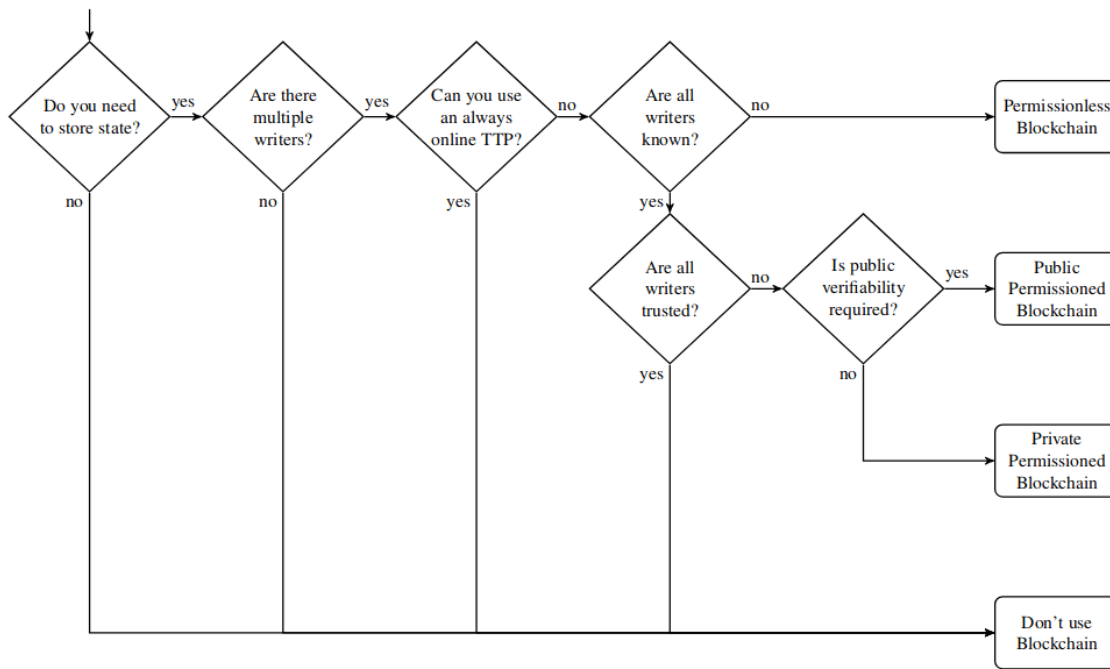 Do you need
to store state?
yes
no
Are there
multiple
writers?
yes
no
Can you use
an always
online TTP?
no
yes
Are all
writers
known?
no
yes
Permissionless
Blockchain
Are all
writers
trusted?
no
yes
Is public
verifiability
required?
yes
no
Public
Permissioned
Blockchain
Private
Permissioned
Blockchain
Don't use
Blockchain